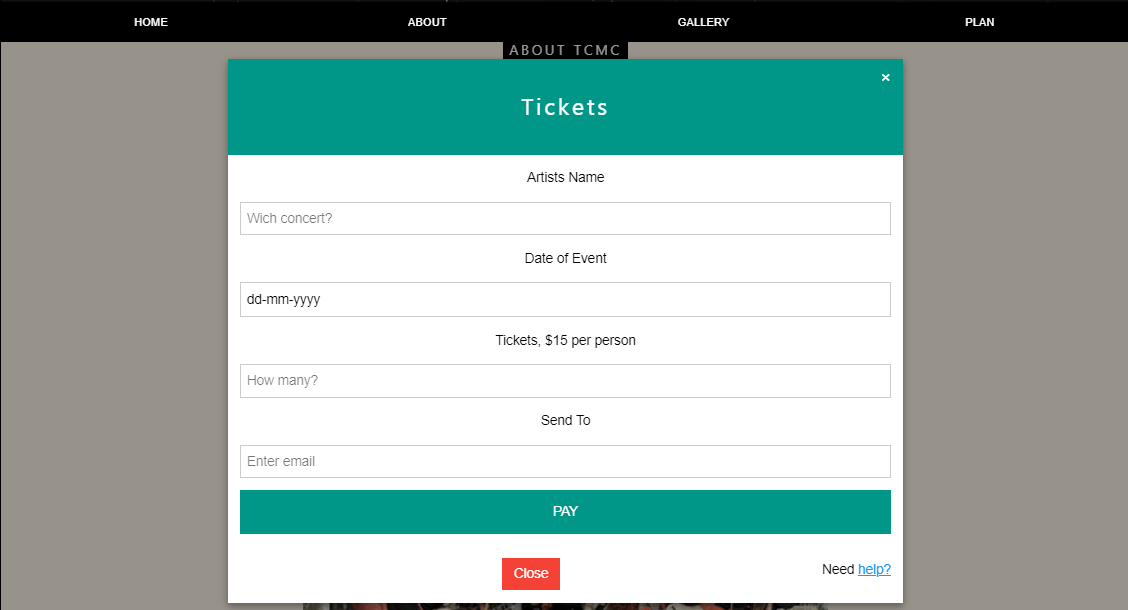 HOME ABOUT GALLERY PLAN
ABOUT TCMC
×
Tickets
Artists Name
Wich concert?
Date of Event
dd-mm-yyyy
Tickets, $15 per person
How many?
Send To
Enter email
PAY
Close
Need help?